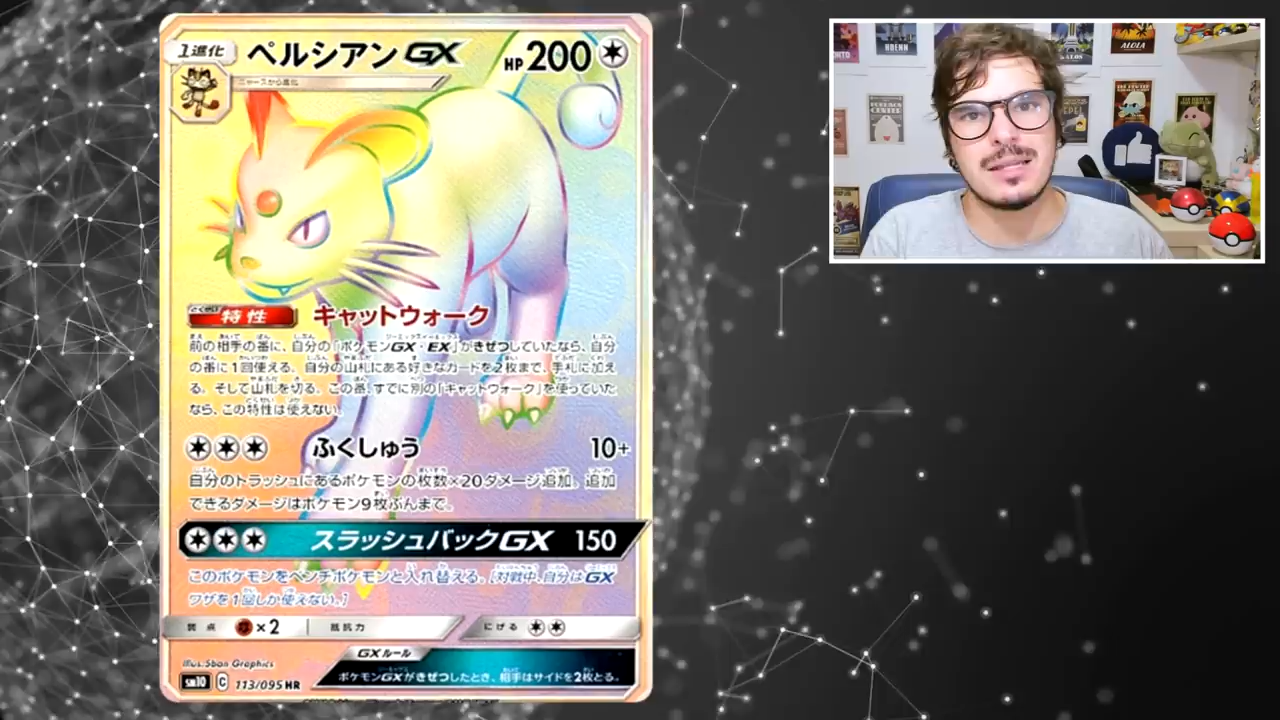 1進化
ペルシアンGX
HP200
ニャースから進化
特性
キャットウォーク
前の相手の番に、自分の「ポケモンGX・EX」がきぜつしていたなら、自分
の番に1回使える。自分の山札にある好きなカードを2枚まで、手札に加え
る。そして山札を切る。この番、すでに別の「キャットウォーク」を使っていた
なら、この特性は使えない。
ふくしゅう 10+
自分のトラッシュにあるポケモンの枚数×20ダメージ追加。追加
できるダメージはポケモン9枚ぶんまで。
スラッシュバックGX 150
このポケモンをベンチポケモンと入れ替える。[対戦中、自分はGX
ワザを1回しか使えない。]
弱点 ×2 抵抗力 にげる
GXルール
ポケモンGXがきぜつしたとき、相手はサイドを2枚とる。
Illus. 5ban Graphics
sm10 C 113/095 HR
HOENN
ALOLA